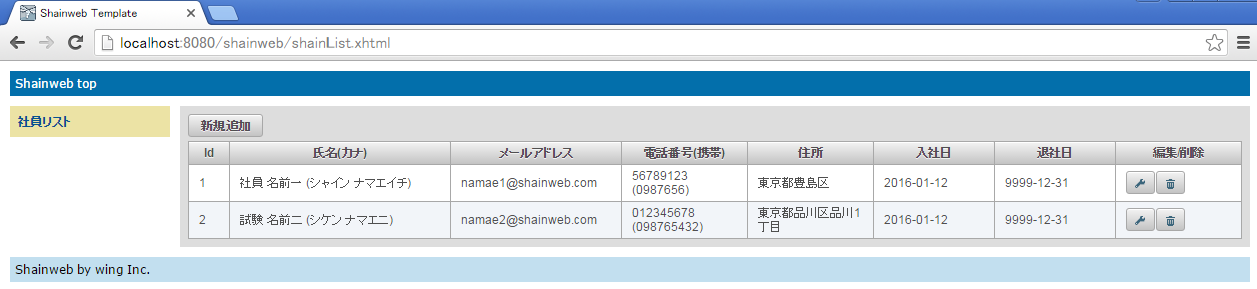 Shainweb Template
localhost:8080/shainweb/shainList.xhtml
Shainweb top
社員リスト
新規追加
Id 氏名(カナ) メールアドレス 電話番号(携帯) 住所 入社日 退社日 編集/削除
1 社員 名前一 (シャイン ナマエイチ) namae1@shainweb.com 56789123 (0987656) 東京都豊島区 2016-01-12 9999-12-31
2 試験 名前二 (シケン ナマエニ) namae2@shainweb.com 012345678 (098765432) 東京都品川区品川1丁目 2016-01-12 9999-12-31
Shainweb by wing Inc.